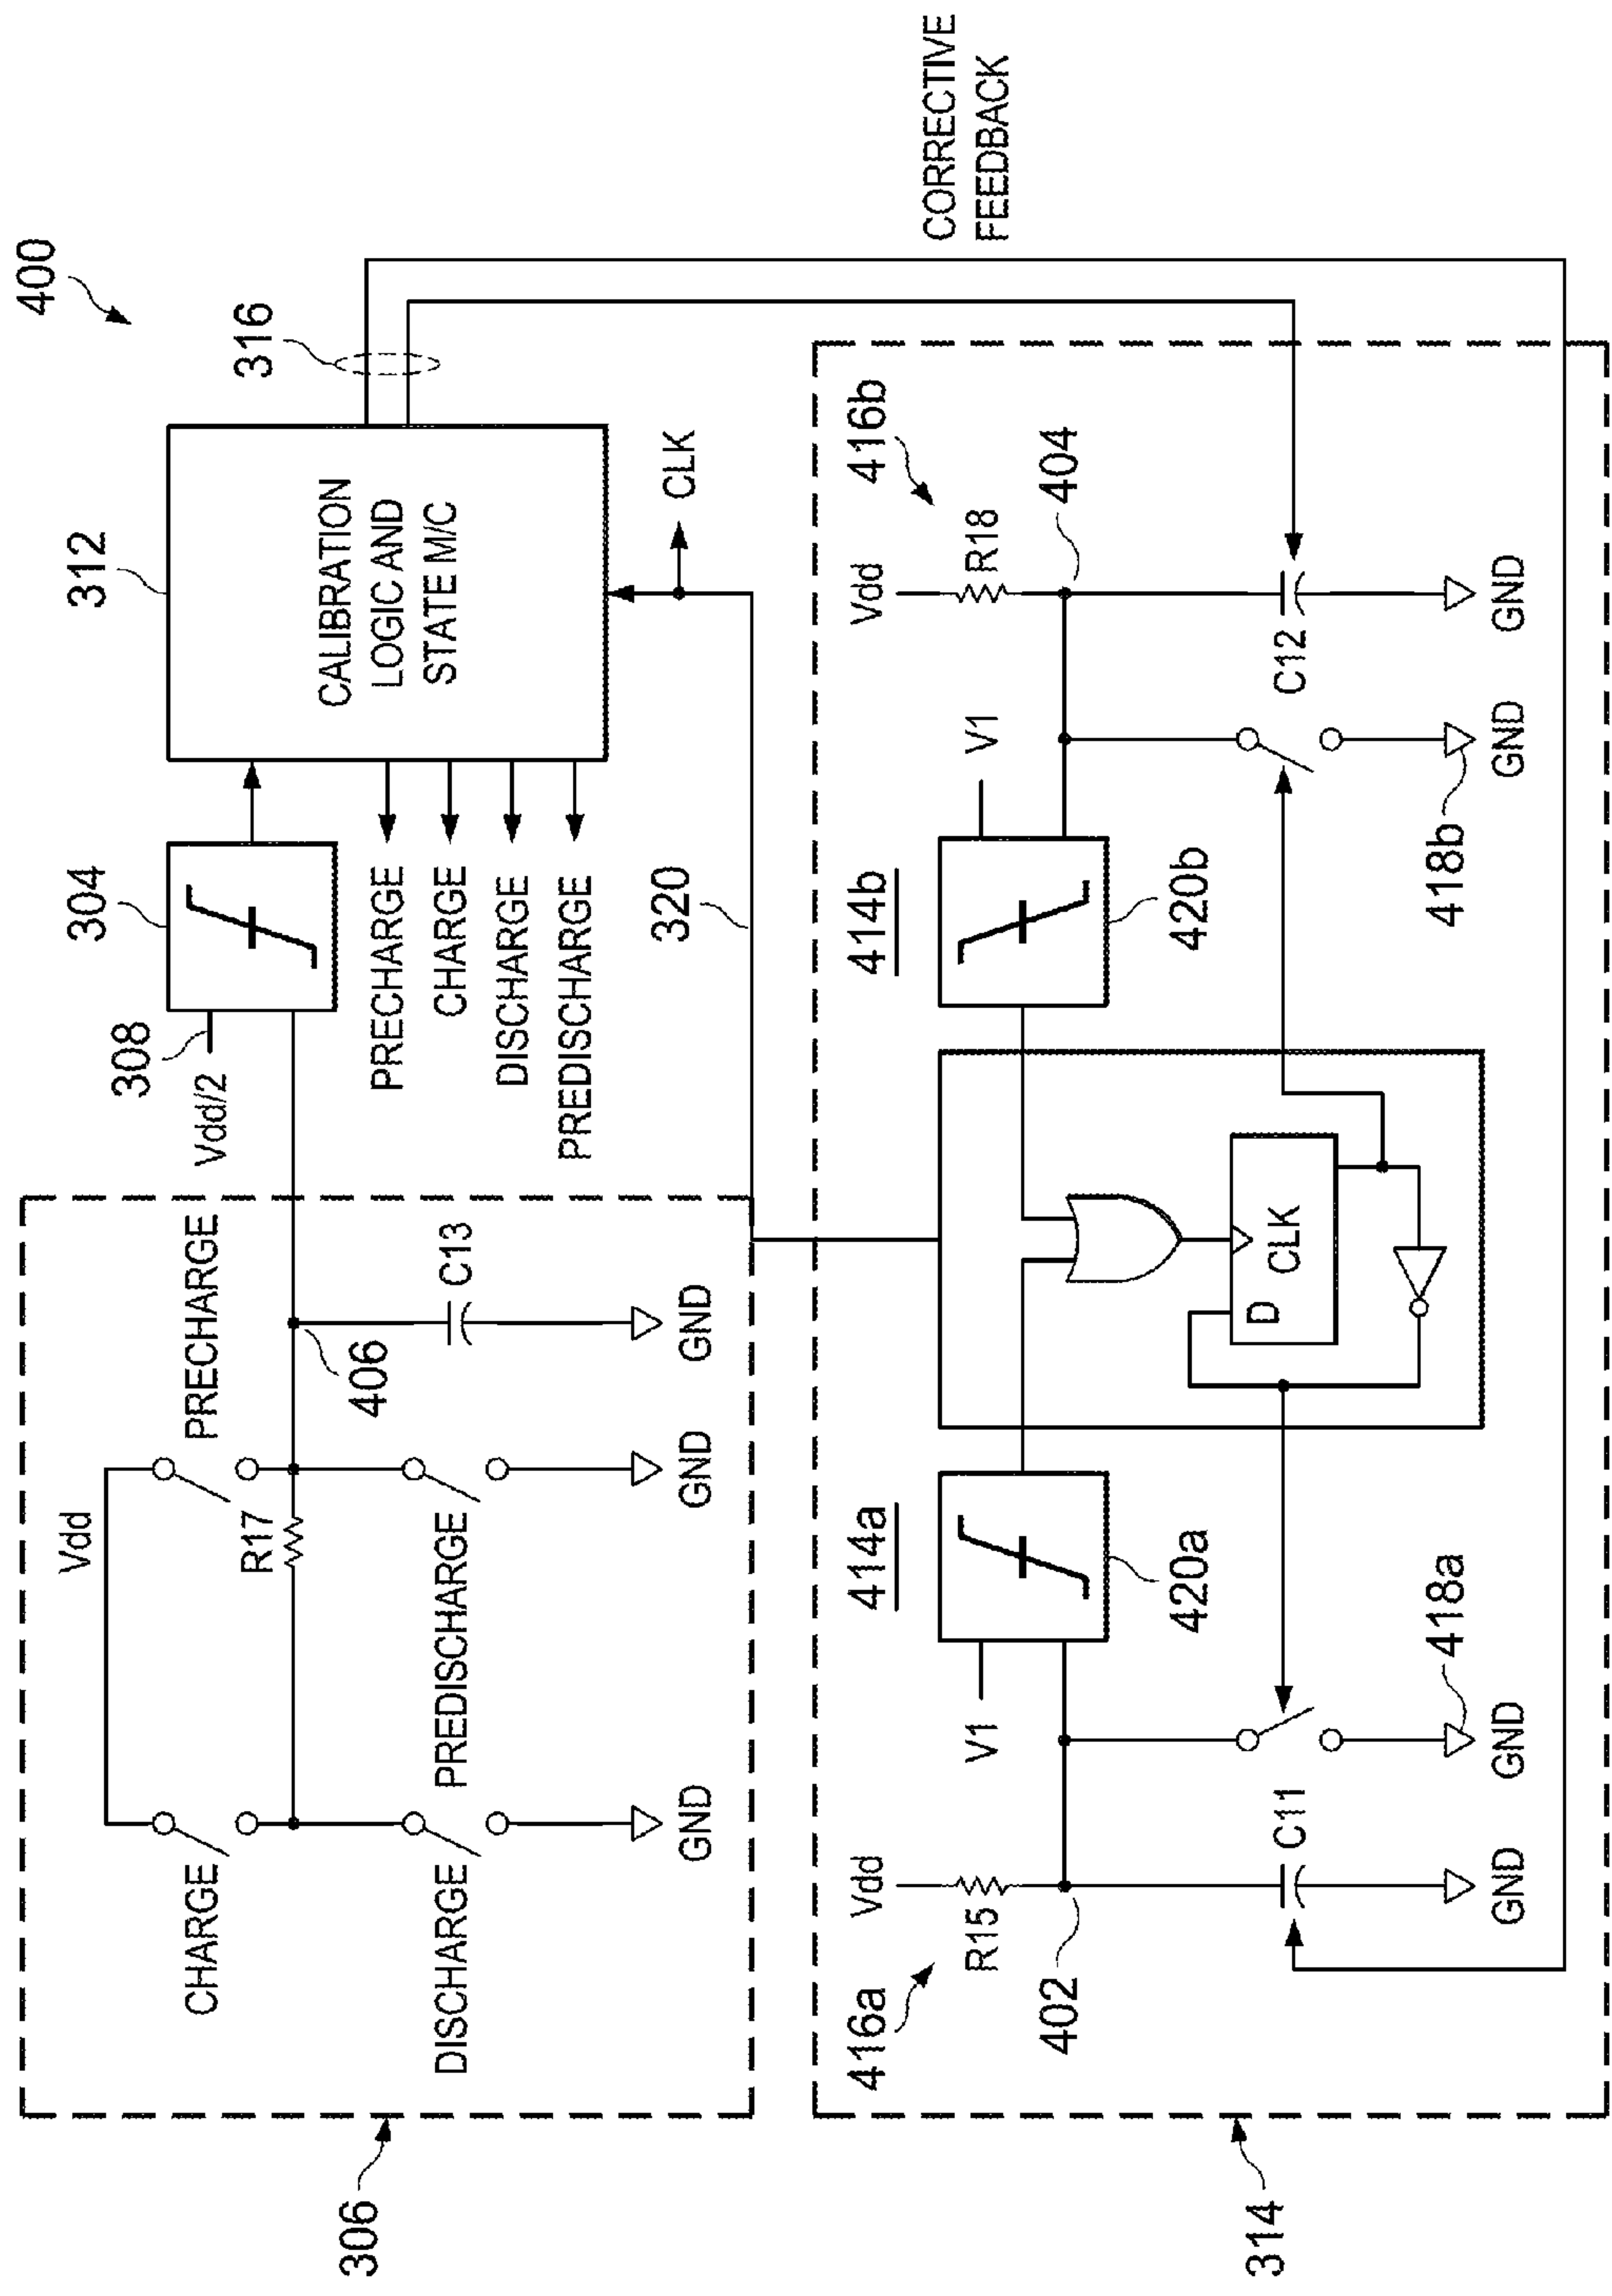 400
306
Vdd
CHARGE
PRECHARGE
R17
DISCHARGE
PREDISCHARGE
406
C13
GND
GND
GND
Vdd/2
308
304
312
CALIBRATION
LOGIC AND
STATE M/C
316
PRECHARGE
CHARGE
DISCHARGE
PREDISCHARGE
320
CLK
CORRECTIVE
FEEDBACK
314
416a
Vdd
R15
402
V1
414a
420a
C11
GND
418a
GND
D
CLK
414b
420b
V1
Vdd
R18
416b
404
418b
GND
C12
GND